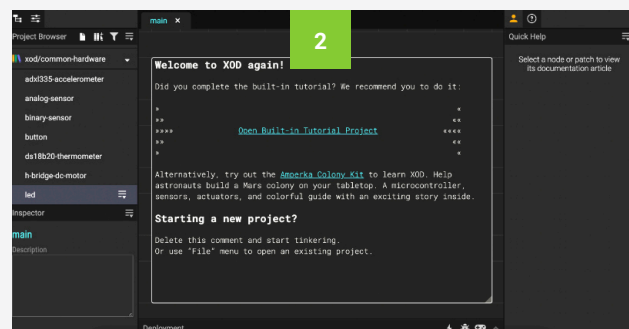 main ×
2
Project Browser
Quick Help
xod/common-hardware
adxl335-accelerometer
analog-sensor
binary-sensor
button
ds18b20-thermometer
h-bridge-dc-motor
led
Inspector
main
Description
Welcome to XOD again!
Did you complete the built-in tutorial? We recommend you to do it:
» «
»» ««
»»»» Open Built-in Tutorial Project ««««
»» ««
» «
Alternatively, try out the Amperka Colony Kit to learn XOD. Help
astronauts build a Mars colony on your tabletop. A microcontroller,
sensors, actuators, and colorful guide with an exciting story inside.
Starting a new project?
Delete this comment and start tinkering.
Or use "File" menu to open an existing project.
Select a node or patch to view
its documentation article
Deployment